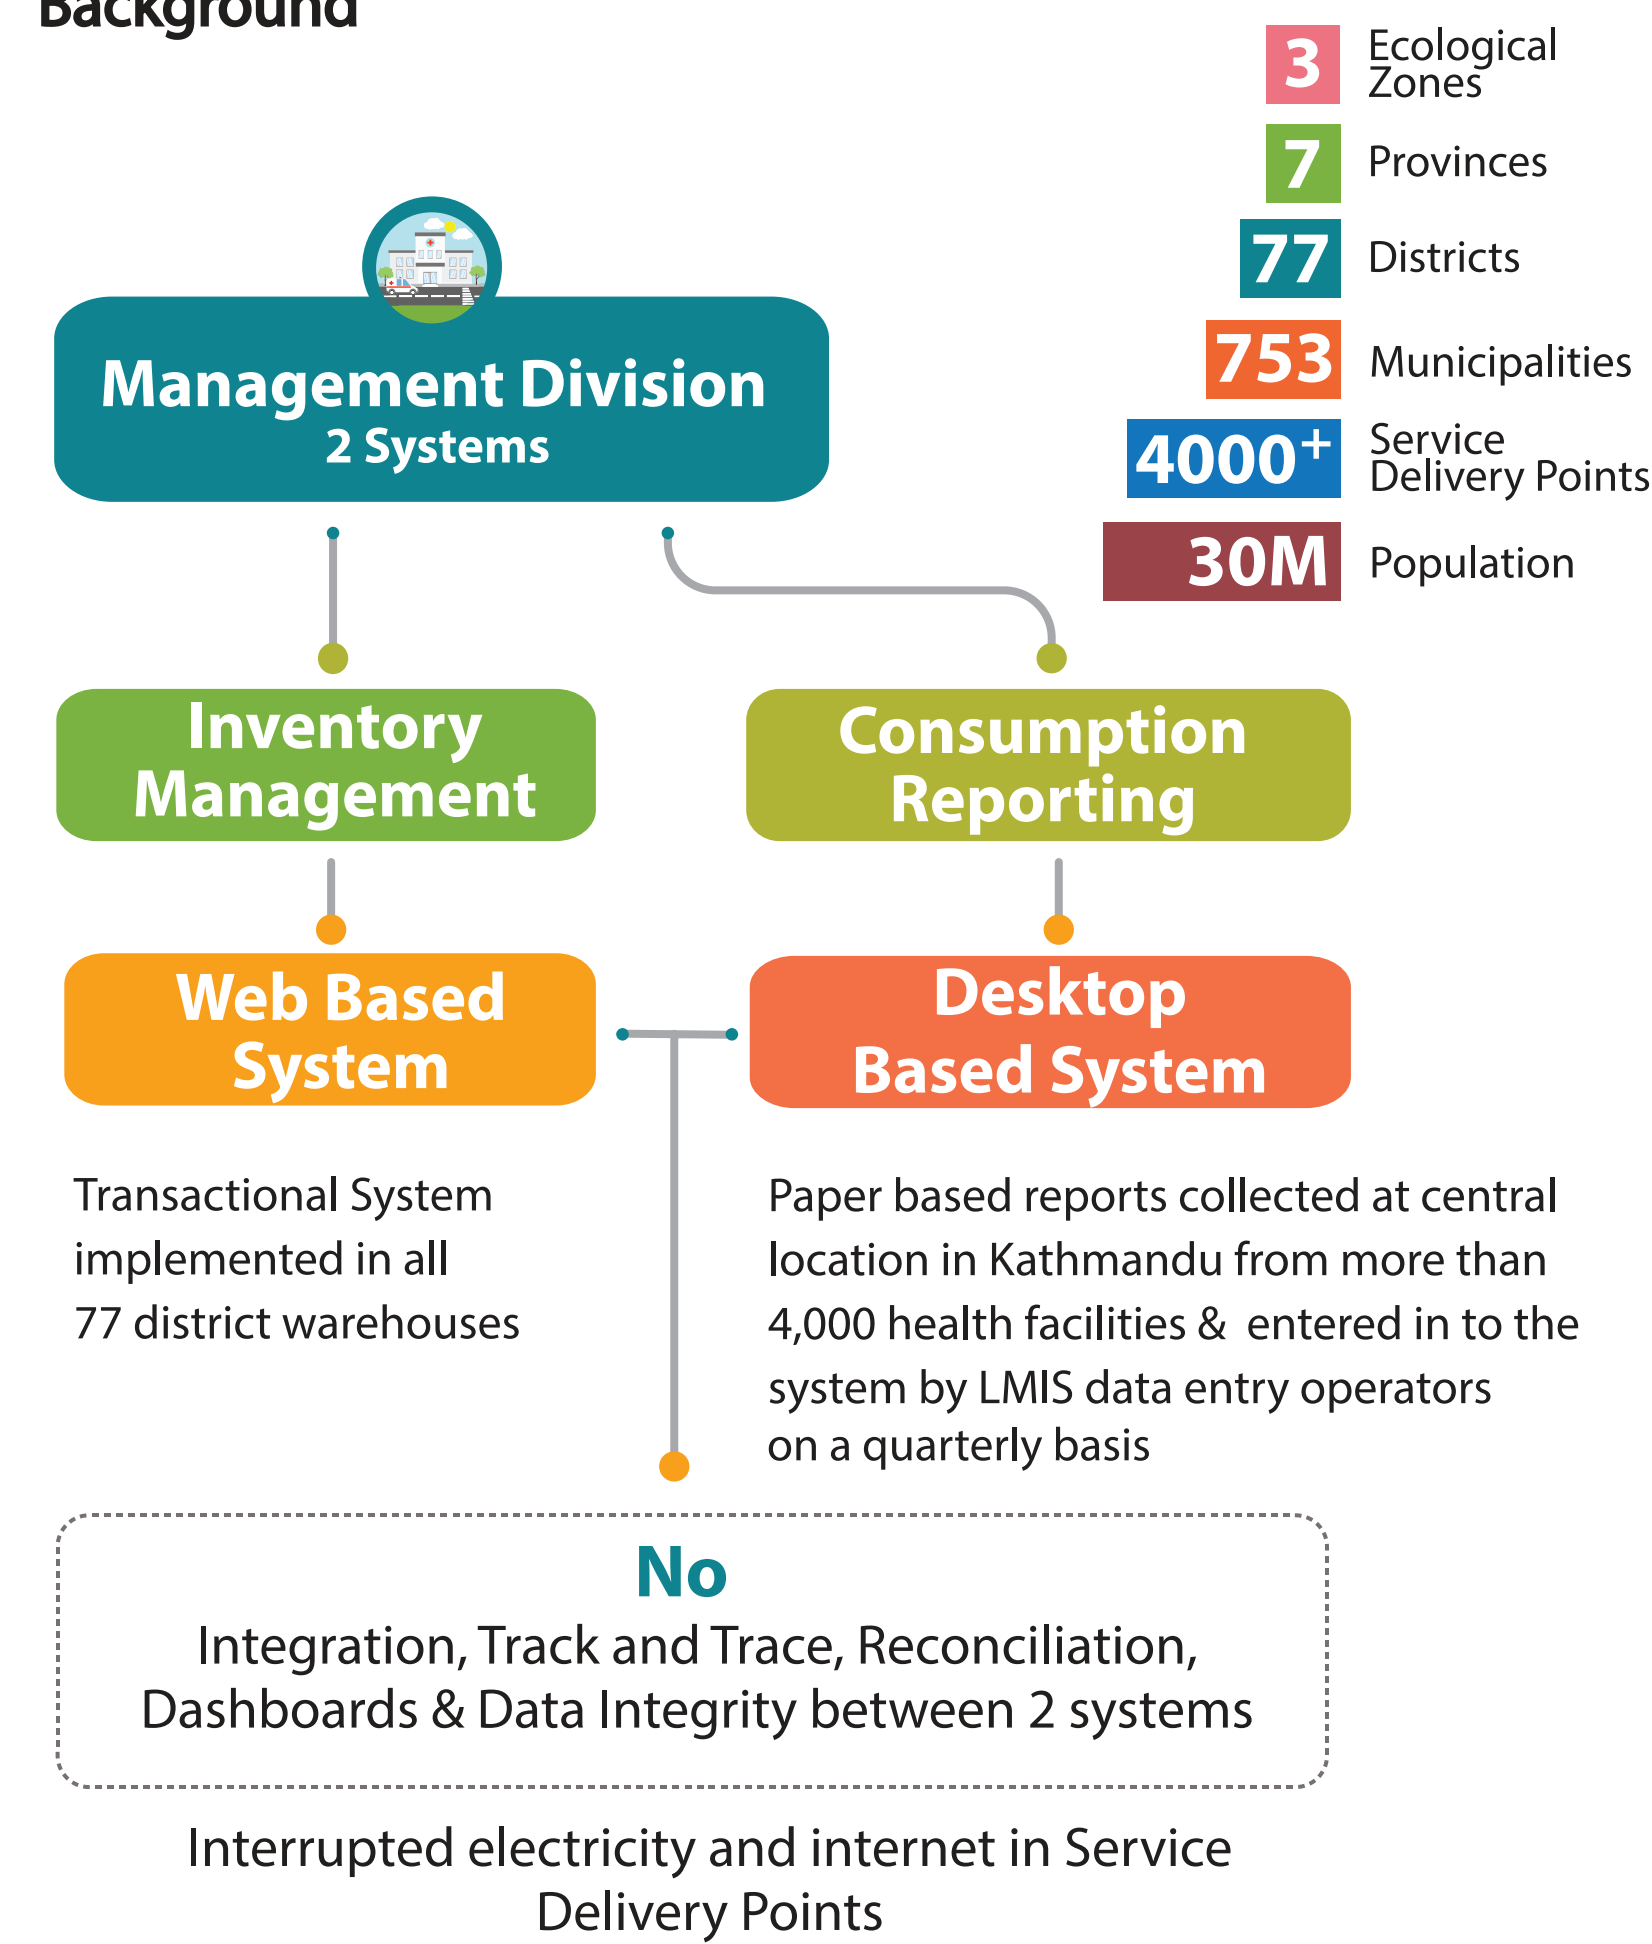 Background
3 Ecological
Zones
7 Provinces
77 Districts
753 Municipalities
4000+ Service
Delivery Points
30M Population
Management Division
2 Systems
Inventory
Management
Consumption
Reporting
Web Based
System
Desktop
Based System
Transactional System
implemented in all
77 district warehouses
Paper based reports collected at central
location in Kathmandu from more than
4,000 health facilities & entered in to the
system by LMIS data entry operators
on a quarterly basis
No
Integration, Track and Trace, Reconciliation,
Dashboards & Data Integrity between 2 systems
Interrupted electricity and internet in Service
Delivery Points